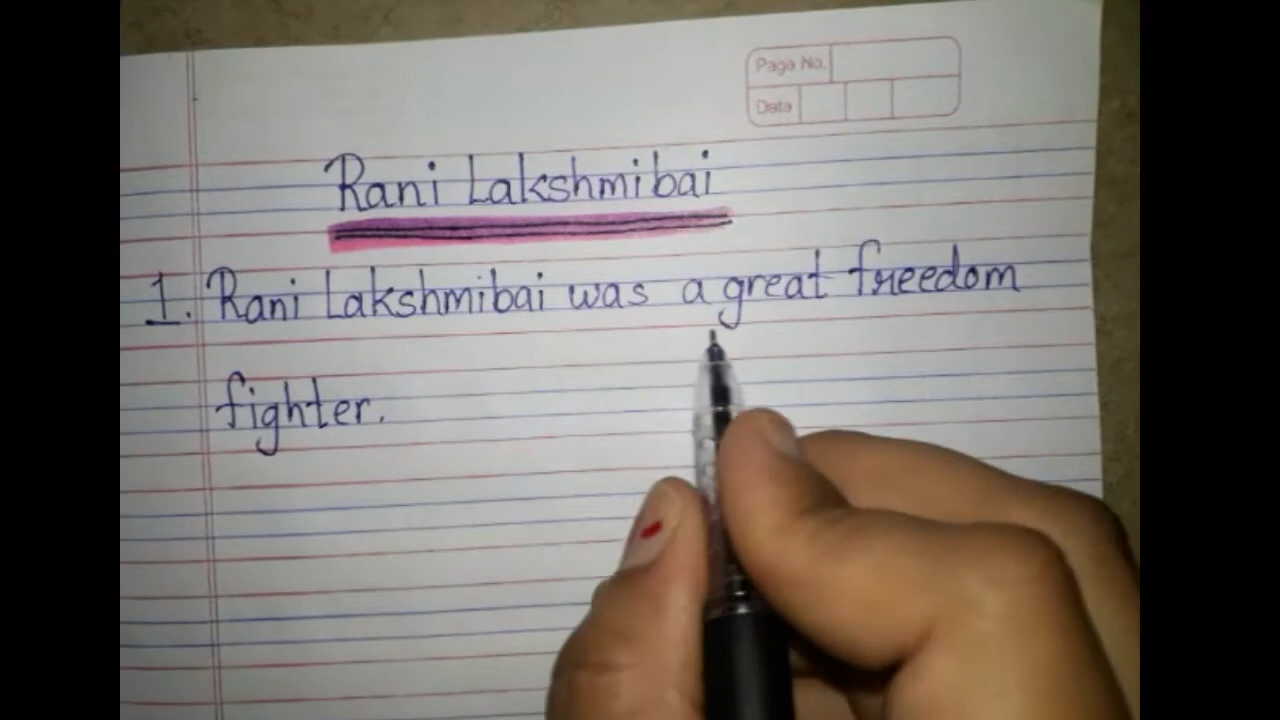 Page No.
Date
Rani Lakshmibai
1. Rani Lakshmibai was a great freedom
fighter.